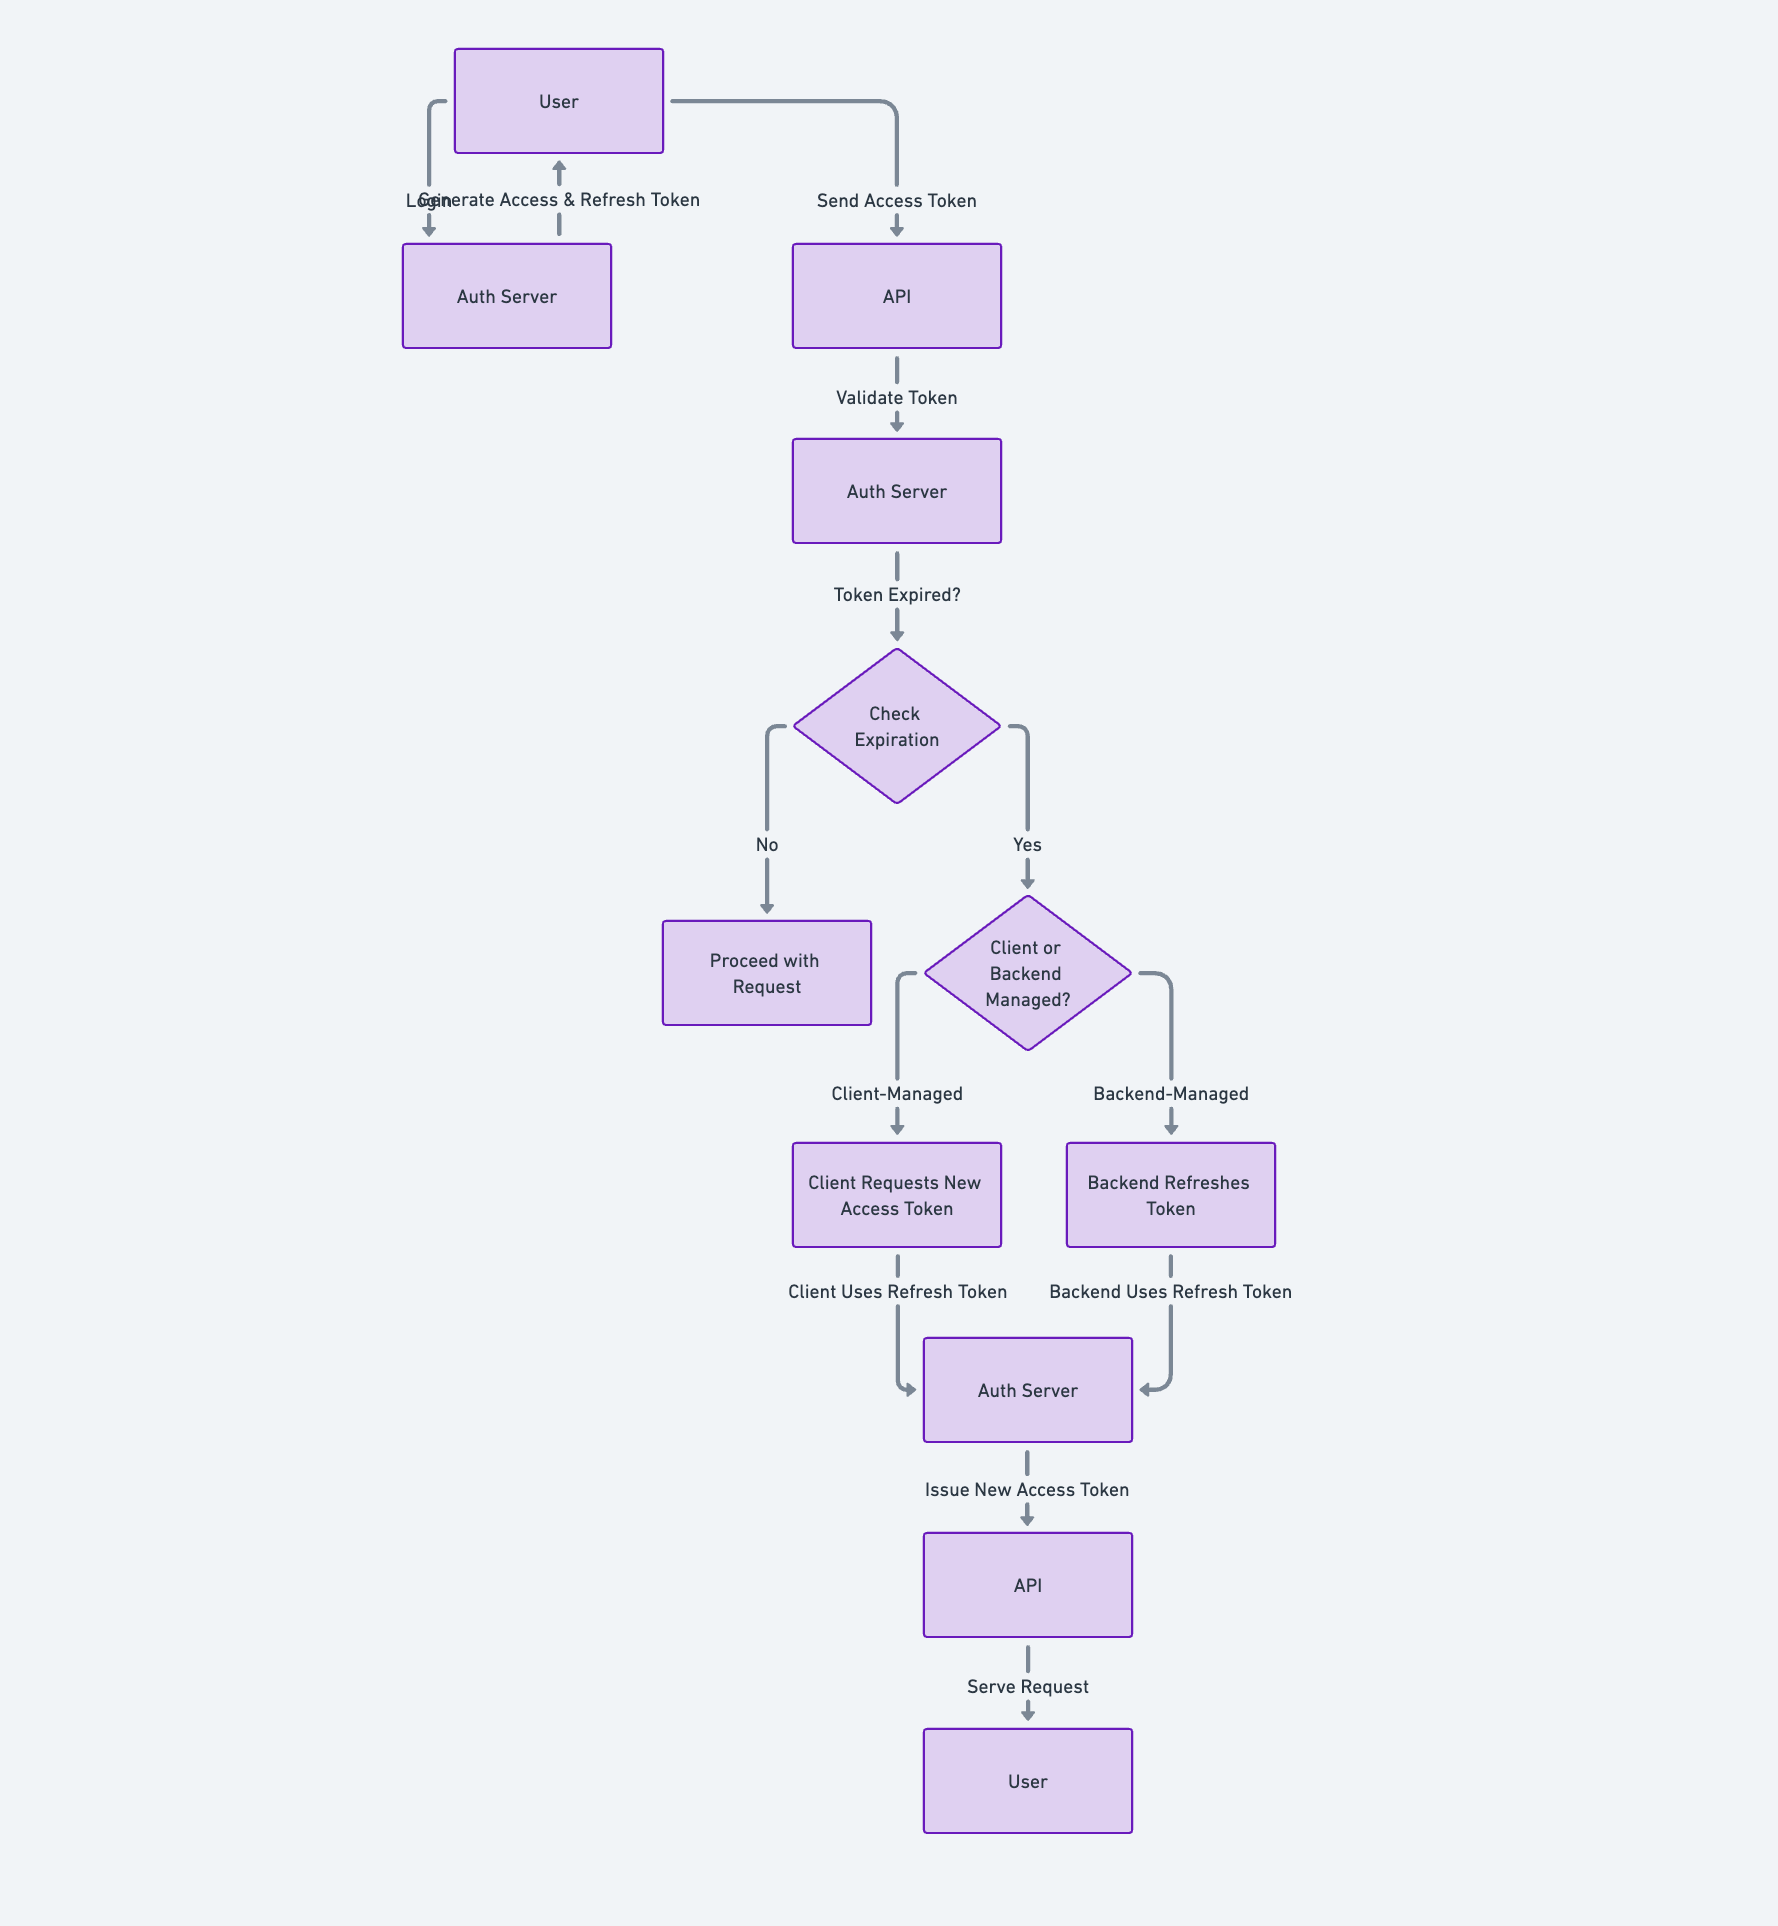 User
Login
Generate Access & Refresh Token
Send Access Token
Auth Server
API
Validate Token
Auth Server
Token Expired?
Check
Expiration
No
Yes
Proceed with
Request
Client or
Backend
Managed?
Client-Managed
Backend-Managed
Client Requests New
Access Token
Backend Refreshes
Token
Client Uses Refresh Token
Backend Uses Refresh Token
Auth Server
Issue New Access Token
API
Serve Request
User